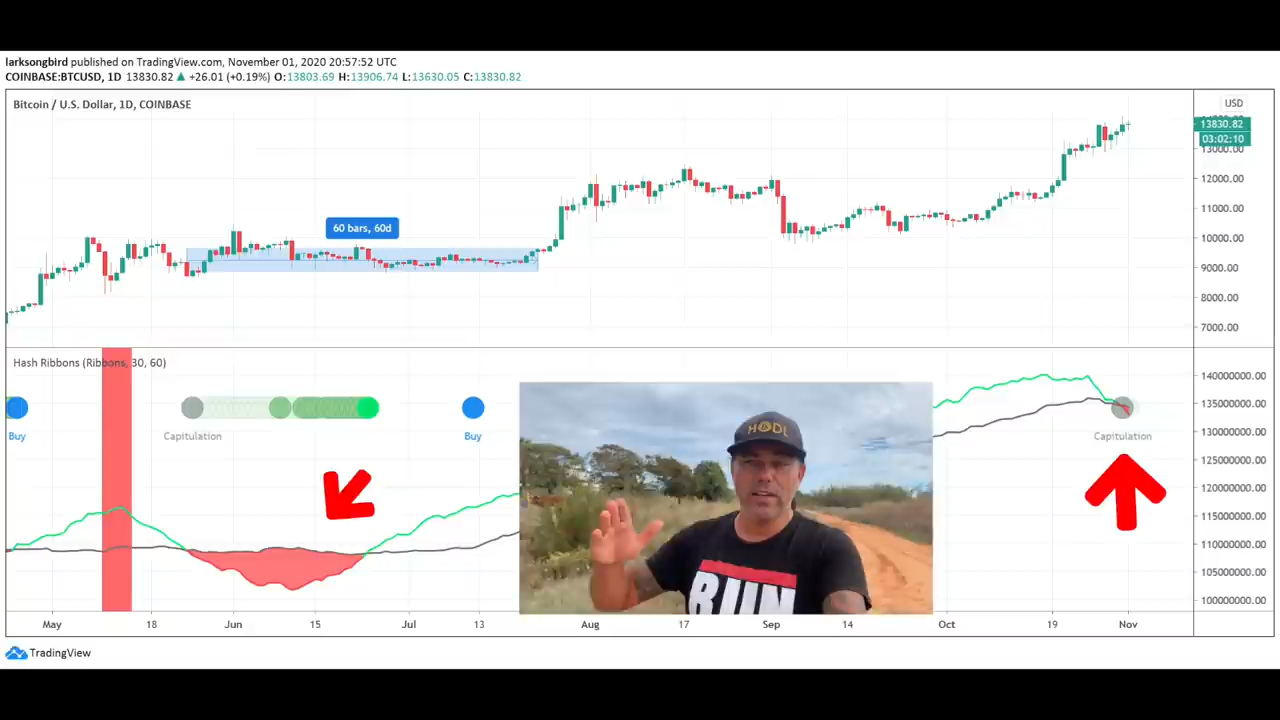 larksongbird published on TradingView.com, November 01, 2020 20:57:52 UTC
COINBASE:BTCUSD, 1D 13830.82 ▲ +26.01 (+0.19%) O:13803.69 H:13906.74 L:13630.05 C:13830.82
Bitcoin / U.S. Dollar, 1D, COINBASE
USD
13830.82
03:02:10
13000.00
12000.00
11000.00
10000.00
9000.00
8000.00
7000.00
60 bars, 60d
Hash Ribbons (Ribbons, 30, 60)
Buy
Capitulation
Buy
Capitulation
HODL
RUN
140000000.00
135000000.00
130000000.00
125000000.00
120000000.00
115000000.00
110000000.00
105000000.00
100000000.00
May
18
Jun
15
Jul
13
Aug
17
Sep
14
Oct
19
Nov
TradingView